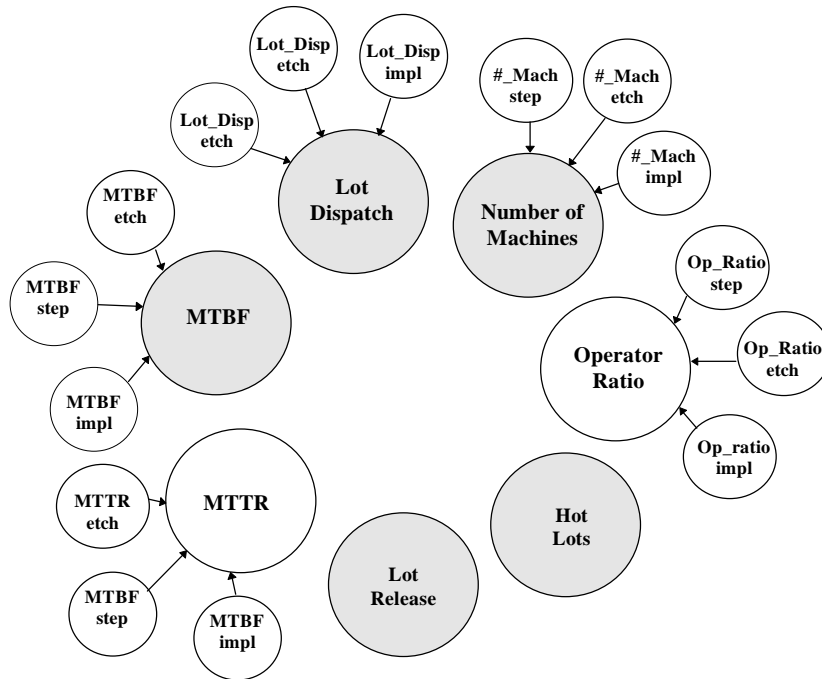 Lot_Disp
etch
Lot_Disp
impl
Lot_Disp
etch
Lot
Dispatch
#_Mach
step
#_Mach
etch
#_Mach
impl
Number of
Machines
MTBF
etch
MTBF
step
MTBF
impl
MTBF
Op_Ratio
step
Op_Ratio
etch
Op_ratio
impl
Operator
Ratio
MTTR
etch
MTBF
step
MTBF
impl
MTTR
Lot
Release
Hot
Lots